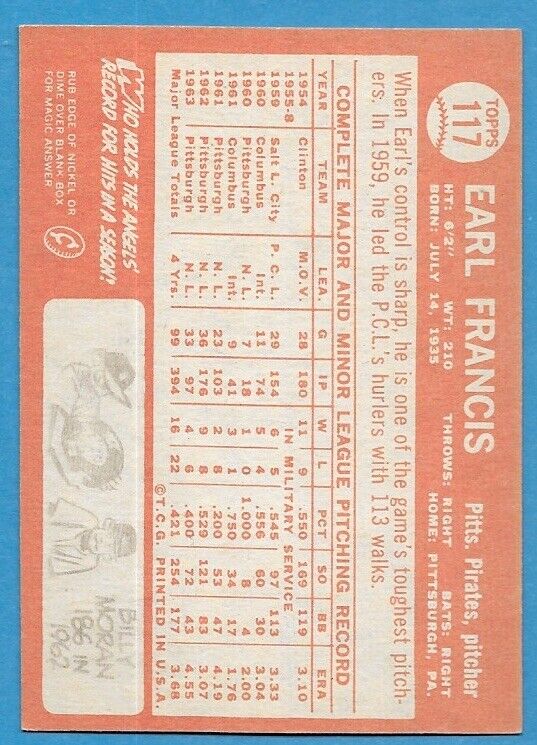 TOPPS
117
EARL FRANCIS
Pitts. Pirates, pitcher
HT: 6'2" WT: 210 THROWS: RIGHT BATS: RIGHT
BORN: JULY 14, 1935 HOME: PITTSBURGH, PA.
When Earl's control is sharp, he is one of the game's toughest pitch-
ers. In 1959, he led the P.C.L.'s hurlers with 113 walks.
COMPLETE MAJOR AND MINOR LEAGUE PITCHING RECORD
YEAR TEAM LEA. G IP W L PCT SO BB ERA
1954 Clinton M.O.V. 28 180 11 9 .550 169 119 3.10
1955-8 IN MILITARY SERVICE
1959 Salt L. City P.C.L. 29 154 6 5 .545 97 113 3.33
1960 Columbus Int. 11 74 5 4 .556 60 30 3.04
1960 Pittsburgh N.L. 7 18 1 0 1.000 8 4 2.00
1961 Columbus Int. 9 41 3 1 .750 34 17 1.76
1961 Pittsburgh N.L. 23 103 2 8 .200 53 47 4.19
1962 Pittsburgh N.L. 36 176 9 8 .529 121 83 3.07
1963 Pittsburgh N.L. 33 97 4 6 .400 72 43 4.55
Major League Totals 4 Yrs. 99 394 16 22 .421 254 177 3.68
©T.C.G. PRINTED IN U.S.A.
WHO HOLDS THE ANGELS
RECORD FOR HITS IN A SEASON?
RUB EDGE OF NICKEL OR
DIME OVER BLANK BOX
FOR MAGIC ANSWER
BILLY
MORAN
186 IN
1962